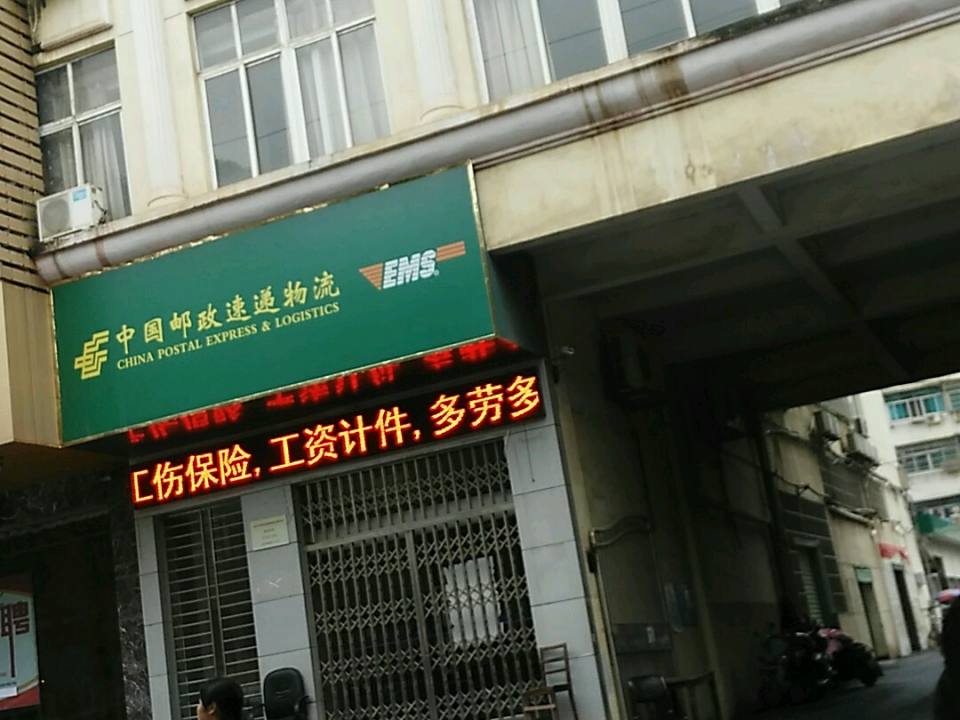 中国邮政速递物流
CHINA POSTAL EXPRESS & LOGISTICS
EMS
工伤保险,工资计件,多劳多
聘